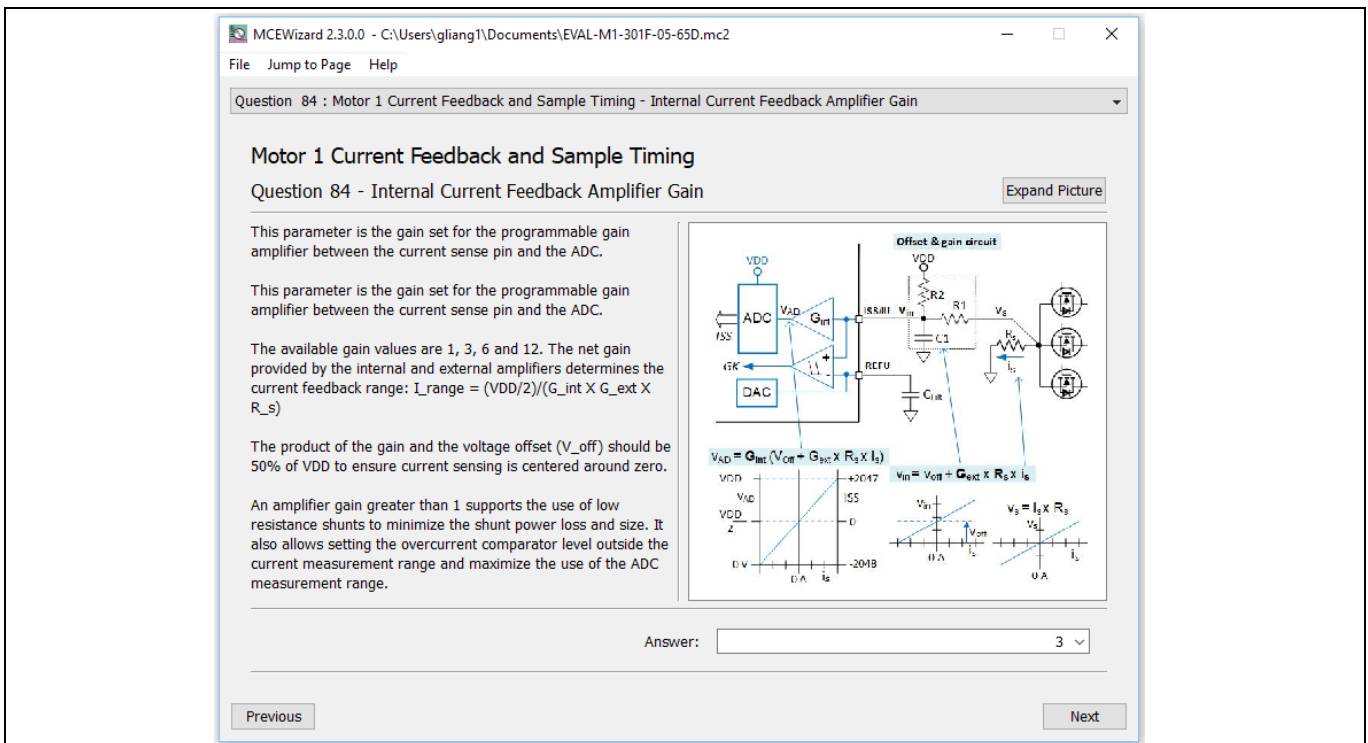 MCEWizard 2.3.0.0 - C:\Users\gliang1\Documents\EVAL-M1-301F-05-65D.mc2
File Jump to Page Help
Question 84 : Motor 1 Current Feedback and Sample Timing - Internal Current Feedback Amplifier Gain
Motor 1 Current Feedback and Sample Timing
Question 84 - Internal Current Feedback Amplifier Gain
Expand Picture
This parameter is the gain set for the programmable gain
amplifier between the current sense pin and the ADC.
This parameter is the gain set for the programmable gain
amplifier between the current sense pin and the ADC.
The available gain values are 1, 3, 6 and 12. The net gain
provided by the internal and external amplifiers determines the
current feedback range: I_range = (VDD/2)/(G_int X G_ext X
R_s)
The product of the gain and the voltage offset (V_off) should be
50% of VDD to ensure current sensing is centered around zero.
An amplifier gain greater than 1 supports the use of low
resistance shunts to minimize the shunt power loss and size. It
also allows setting the overcurrent comparator level outside the
current measurement range and maximize the use of the ADC
measurement range.
Offset & gain circuit
VDD
VDD
R2
R1
ADC
VAD
Gint
Vin
Vs
ISS
C1
Rs
is
GK
REFU
DAC
VAD = Gint (Voff + Gext x Rs x Is)
vin = Voff + Gext x Rs x is
VDD
+2047
VAD
ISS
VDD
2
0
0 V
-2048
0 A
is
Vin
Voff
is
0 A
vs = Is x Rs
Vs
is
0 A
Answer:
3
Previous
Next